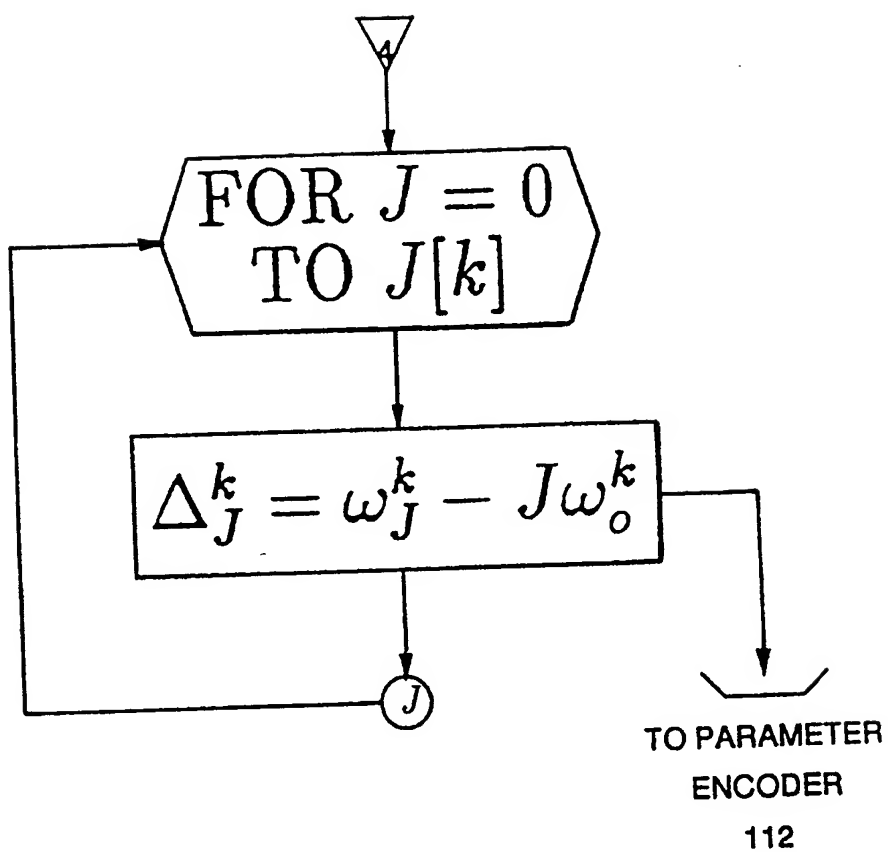 4
FOR J = 0
TO J[k]
Δ_J^k = ω_J^k − Jω_o^k
J
TO PARAMETER
ENCODER
112